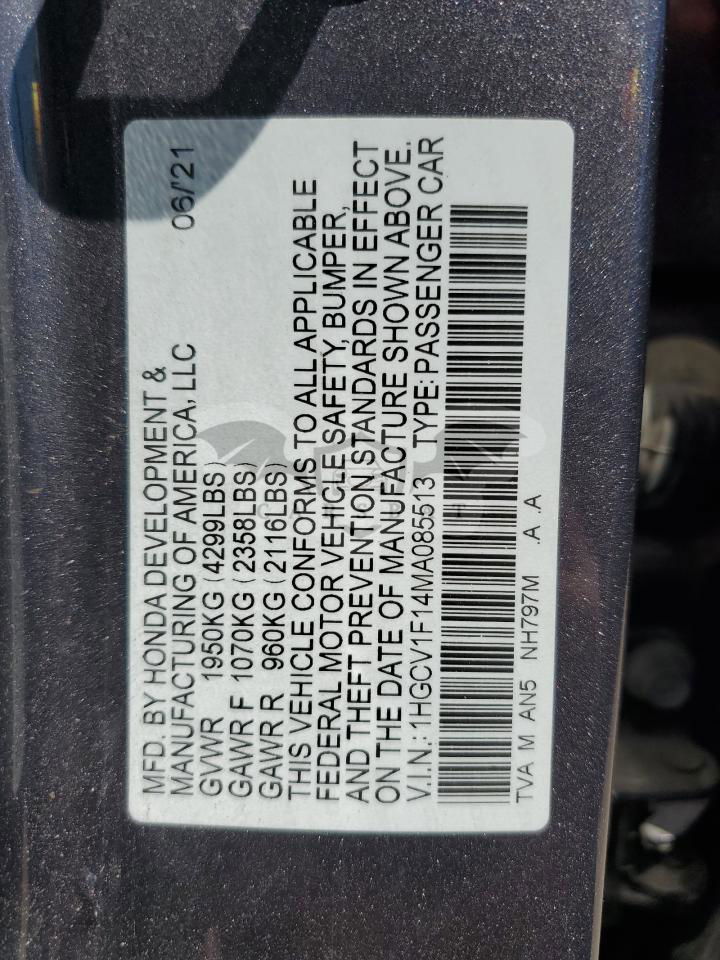 MFD. BY HONDA DEVELOPMENT &
MANUFACTURING OF AMERICA, LLC 06/'21
GVWR 1950KG (4299LBS)
GAWR F 1070KG (2358LBS)
GAWR R 960KG (2116LBS)
THIS VEHICLE CONFORMS TO ALL APPLICABLE
FEDERAL MOTOR VEHICLE SAFETY, BUMPER,
AND THEFT PREVENTION STANDARDS IN EFFECT
ON THE DATE OF MANUFACTURE SHOWN ABOVE.
V.I.N.: 1HGCV1F14MA085513 TYPE: PASSENGER CAR
TVA M AN5 NH797M .A .A